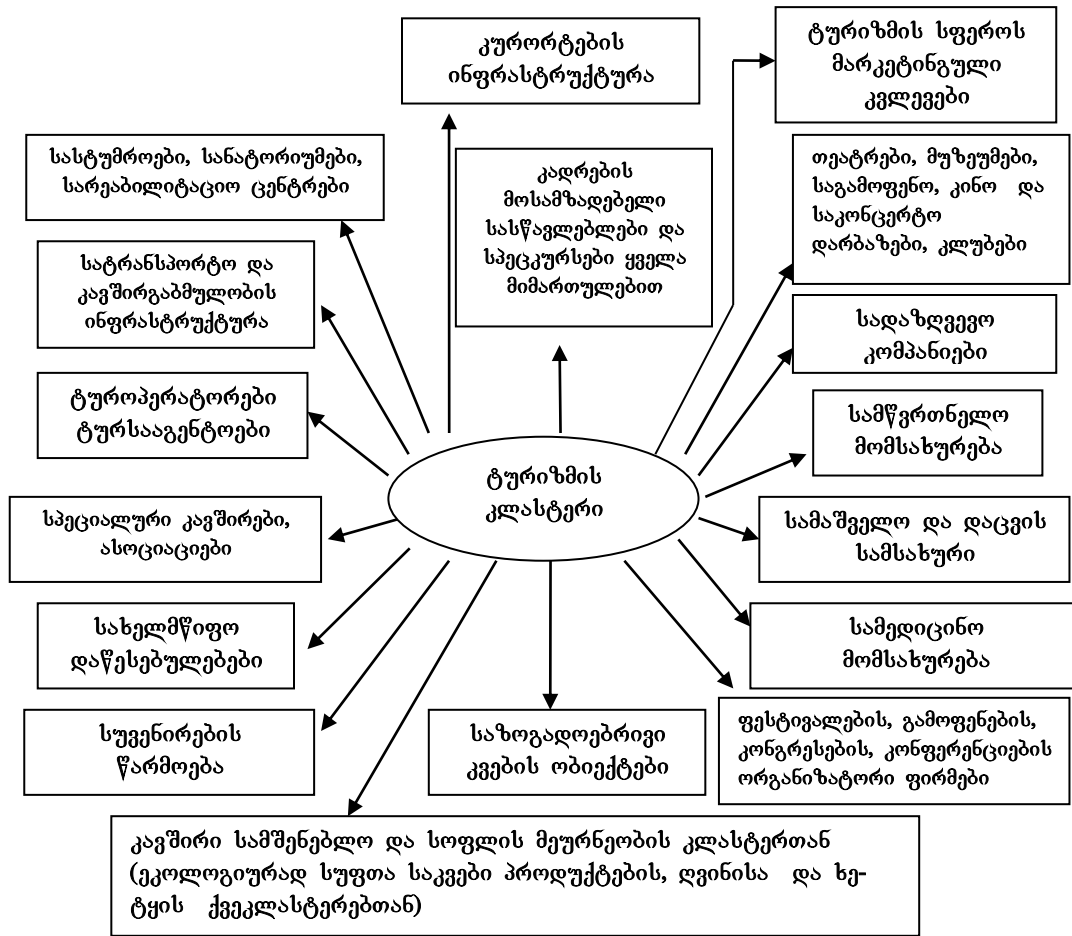 კურორტების
ინფრასტრუქტურა
ტურიზმის სფეროს
მარკეტინგული
კვლევები
სასტუმროები, სანატორიუმები,
სარეაბილიტაციო ცენტრები
კადრების
მოსამზადებელი
სასწავლებლები და
სპეცკურსები ყველა
მიმართულებით
თეატრები, მუზეუმები,
საგამოფენო, კინო და
საკონცერტო
დარბაზები, კლუბები
სატრანსპორტო და
კავშირგაბმულობის
ინფრასტრუქტურა
სადაზღვევო
კომპანიები
ტუროპერატორები
ტურსააგენტოები
სამწვრთნელო
მომსახურება
ტურიზმის
კლასტერი
სპეციალური კავშირები,
ასოციაციები
სამაშველო და დაცვის
სამსახური
სახელმწიფო
დაწესებულებები
სამედიცინო
მომსახურება
სუვენირების
წარმოება
საზოგადოებრივი
კვების ობიექტები
ფესტივალების, გამოფენების,
კონგრესების, კონფერენციების
ორგანიზატორი ფირმები
კავშირი სამშენებლო და სოფლის მეურნეობის კლასტერთან
(ეკოლოგიურად სუფთა საკვები პროდუქტების, ღვინისა და ხე-
ტყის ქვეკლასტერებთან)